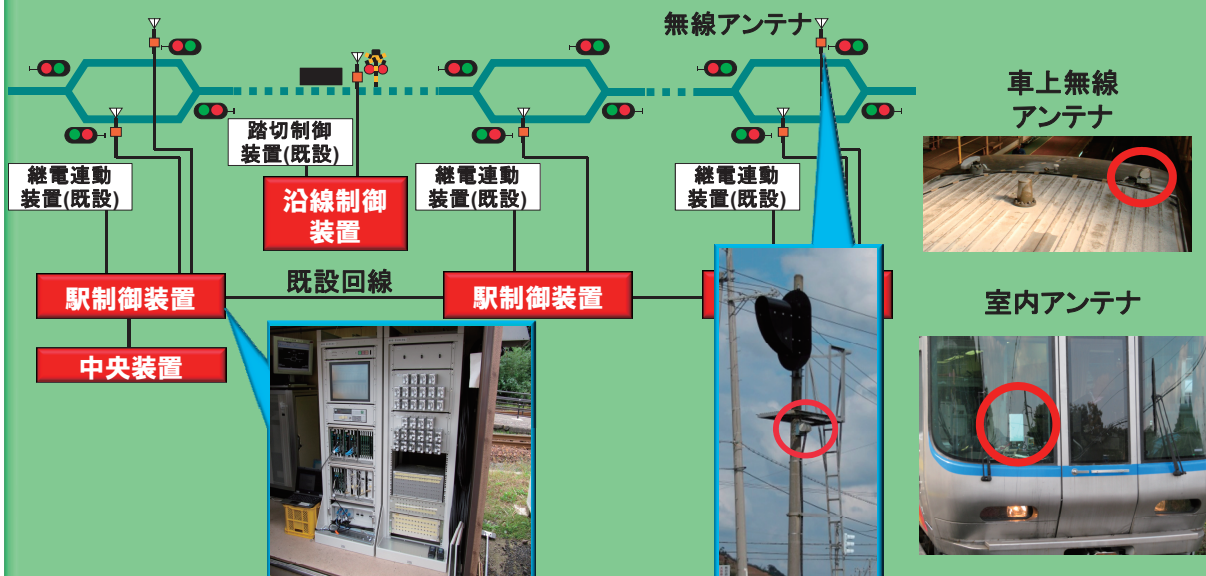 無線アンテナ
車上無線
アンテナ
踏切制御
装置(既設)
継電連動
装置(既設)
沿線制御
装置
継電連動
装置(既設)
継電連動
装置(既設)
駅制御装置
既設回線
駅制御装置
室内アンテナ
中央装置